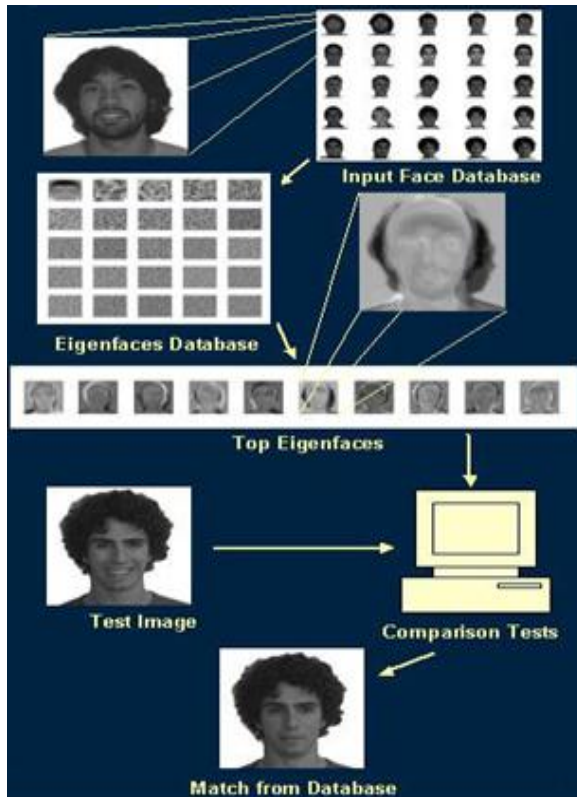 Input Face Database
Eigenfaces Database
Top Eigenfaces
Test Image
Comparison Tests
Match from Database